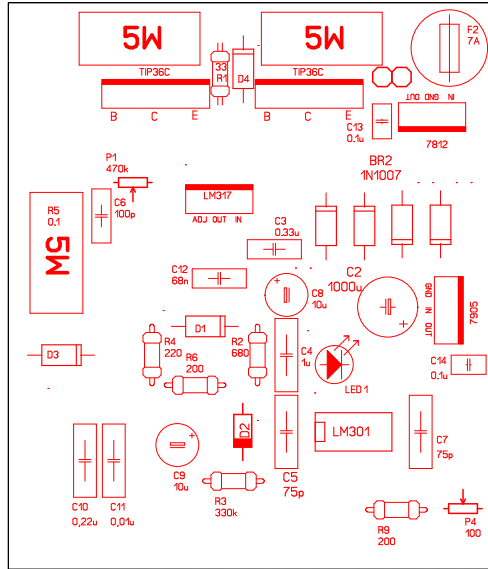 5W
5W
F2
7A
TIP36C
33
R1
D4
TIP36C
B C E
B C E
C13
0.1u
IN GND OUT
7812
BR2
1N1007
P1
470k
C6
100p
LM317
ADJ OUT IN
R5
0,1
5W
C3
0,33u
C12
68n
C8
10u
C2
1000u
GND IN OUT
7905
D3
D1
R4
220
R6
200
R2
680
C4
1u
LED1
C14
0.1u
D2
LM301
C7
75p
C9
10u
C5
75p
R3
330k
C10
0,22u
C11
0,01u
R9
200
P4
100